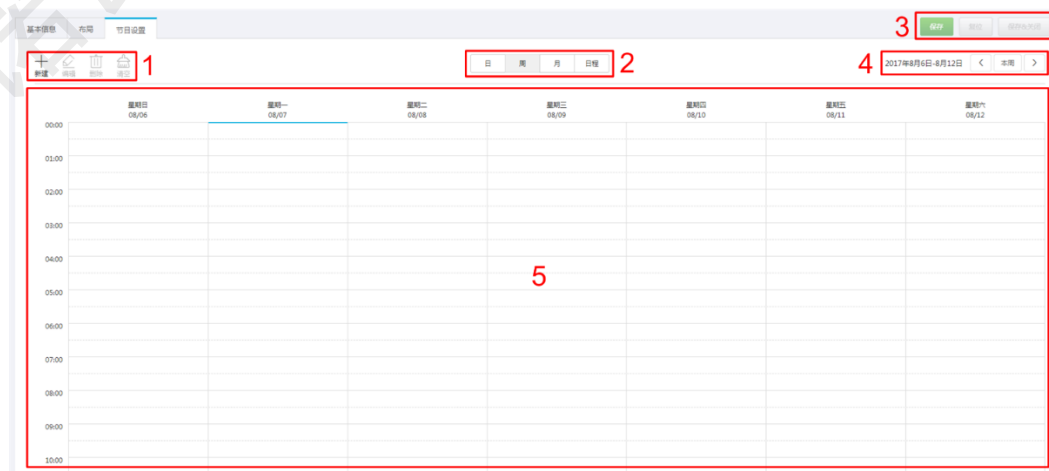 基本信息 布局 节目设置
3 保存
新建 编辑 删除 清空 1
日 周 月 日程 2
4 2017年8月6日-8月12日 < 本周 >
星期日 星期一 星期二 星期三 星期四 星期五 星期六
08/06 08/07 08/08 08/09 08/10 08/11 08/12
00:00
01:00
02:00
03:00
04:00
5
05:00
06:00
07:00
08:00
09:00
10:00